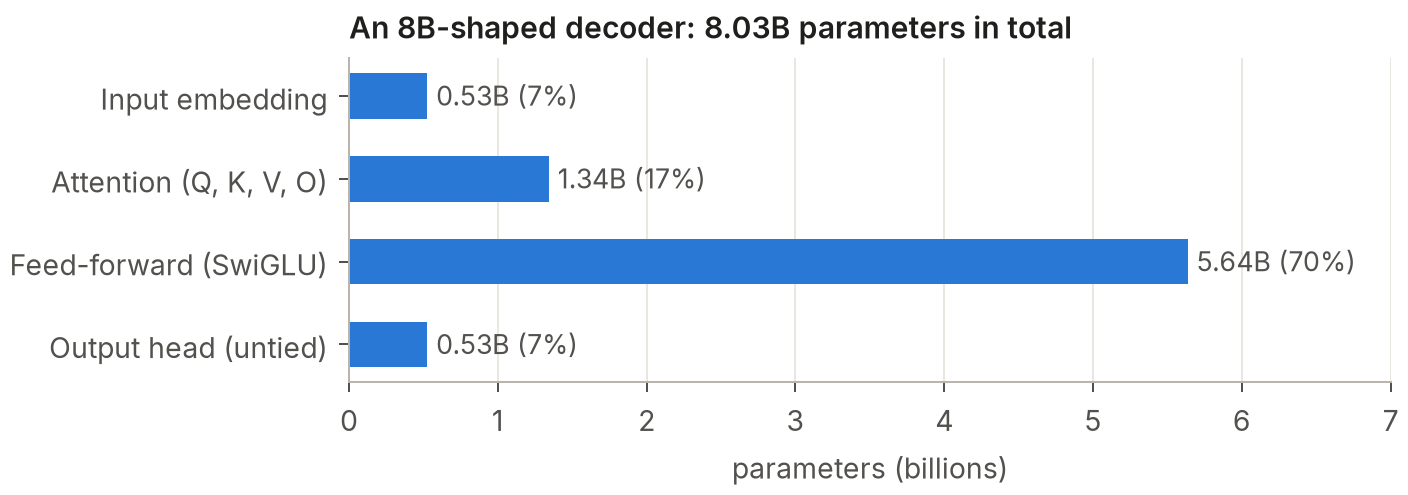 An 8B-shaped decoder: 8.03B parameters in total
Input embedding 0.53B (7%)
Attention (Q, K, V, O) 1.34B (17%)
Feed-forward (SwiGLU) 5.64B (70%)
Output head (untied) 0.53B (7%)
0 1 2 3 4 5 6 7
parameters (billions)